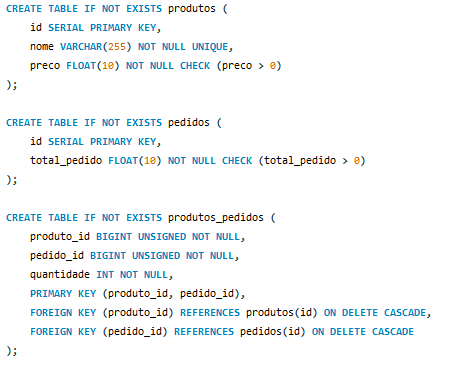 CREATE TABLE IF NOT EXISTS produtos (
    id SERIAL PRIMARY KEY,
    nome VARCHAR(255) NOT NULL UNIQUE,
    preco FLOAT(10) NOT NULL CHECK (preco > 0)
);
CREATE TABLE IF NOT EXISTS pedidos (
    id SERIAL PRIMARY KEY,
    total_pedido FLOAT(10) NOT NULL CHECK (total_pedido > 0)
);
CREATE TABLE IF NOT EXISTS produtos_pedidos (
    produto_id BIGINT UNSIGNED NOT NULL,
    pedido_id BIGINT UNSIGNED NOT NULL,
    quantidade INT NOT NULL,
    PRIMARY KEY (produto_id, pedido_id),
    FOREIGN KEY (produto_id) REFERENCES produtos(id) ON DELETE CASCADE,
    FOREIGN KEY (pedido_id) REFERENCES pedidos(id) ON DELETE CASCADE
);